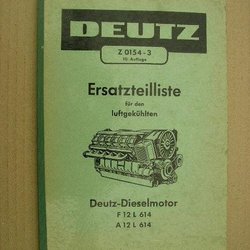 DEUTZ
Z 0154-3
10. Auflage
Ersatzteilliste
für den
luftgekühlten
Deutz-Dieselmotor
F 12 L 614
A 12 L 614